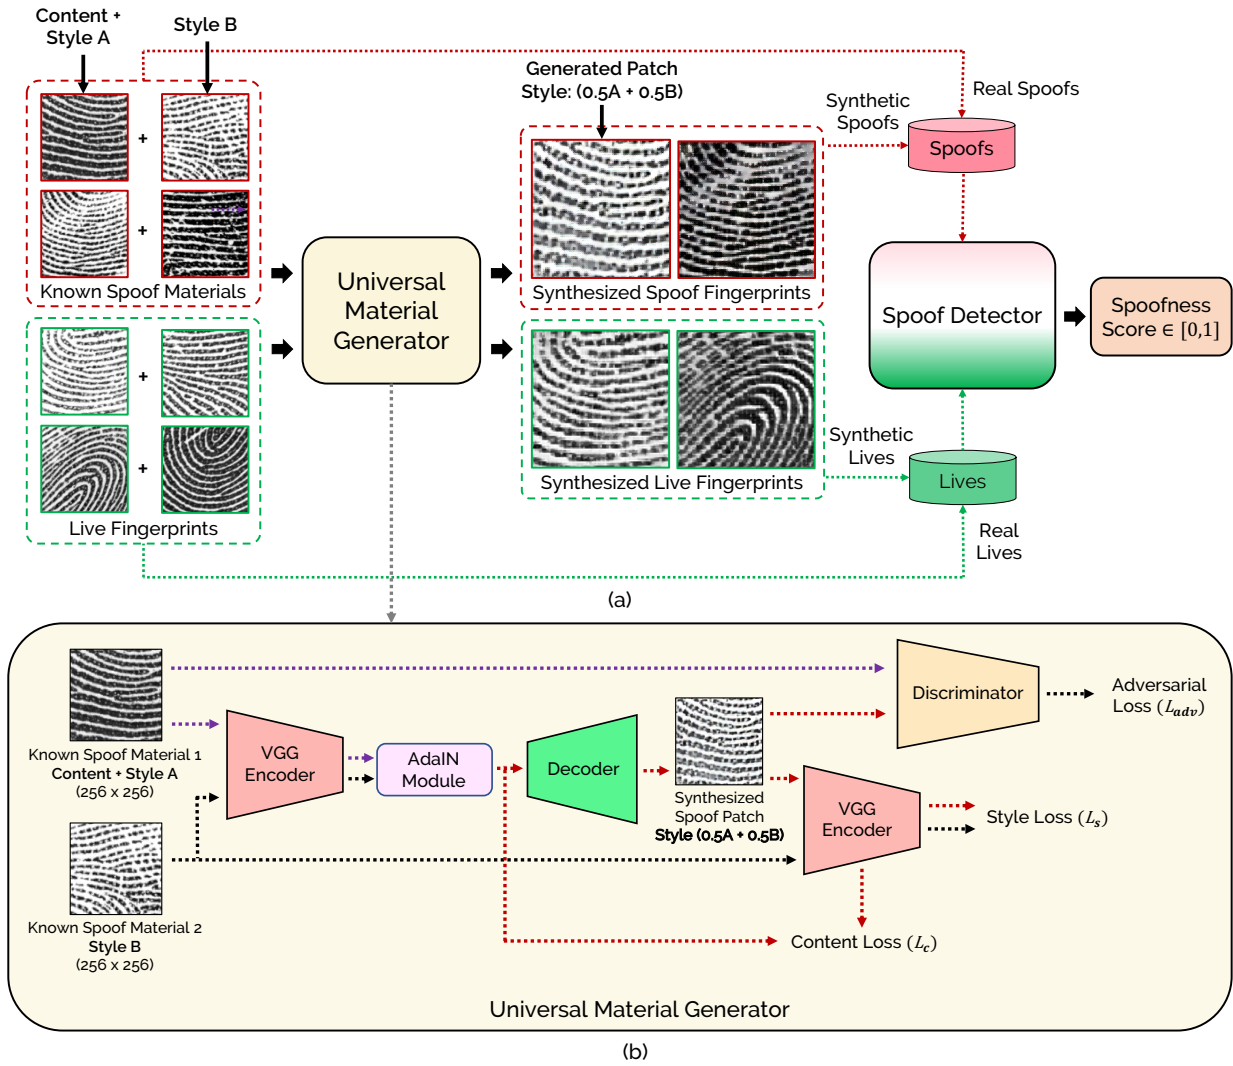 Content +
Style A
Style B
Generated Patch
Style: (0.5A + 0.5B)
Synthetic
Spoofs
Real Spoofs
Spoofs
+
+
Known Spoof Materials
Universal
Material
Generator
Synthesized Spoof Fingerprints
Spoof Detector
Spoofness
Score ∈ [0,1]
+
+
Live Fingerprints
Synthesized Live Fingerprints
Synthetic
Lives
Lives
Real
Lives
(a)
Known Spoof Material 1
Content + Style A
(256 x 256)
VGG
Encoder
AdaIN
Module
Decoder
Synthesized
Spoof Patch
Style (0.5A + 0.5B)
Discriminator
Adversarial
Loss (L_adv)
VGG
Encoder
Style Loss (L_s)
Content Loss (L_c)
Known Spoof Material 2
Style B
(256 x 256)
Universal Material Generator
(b)